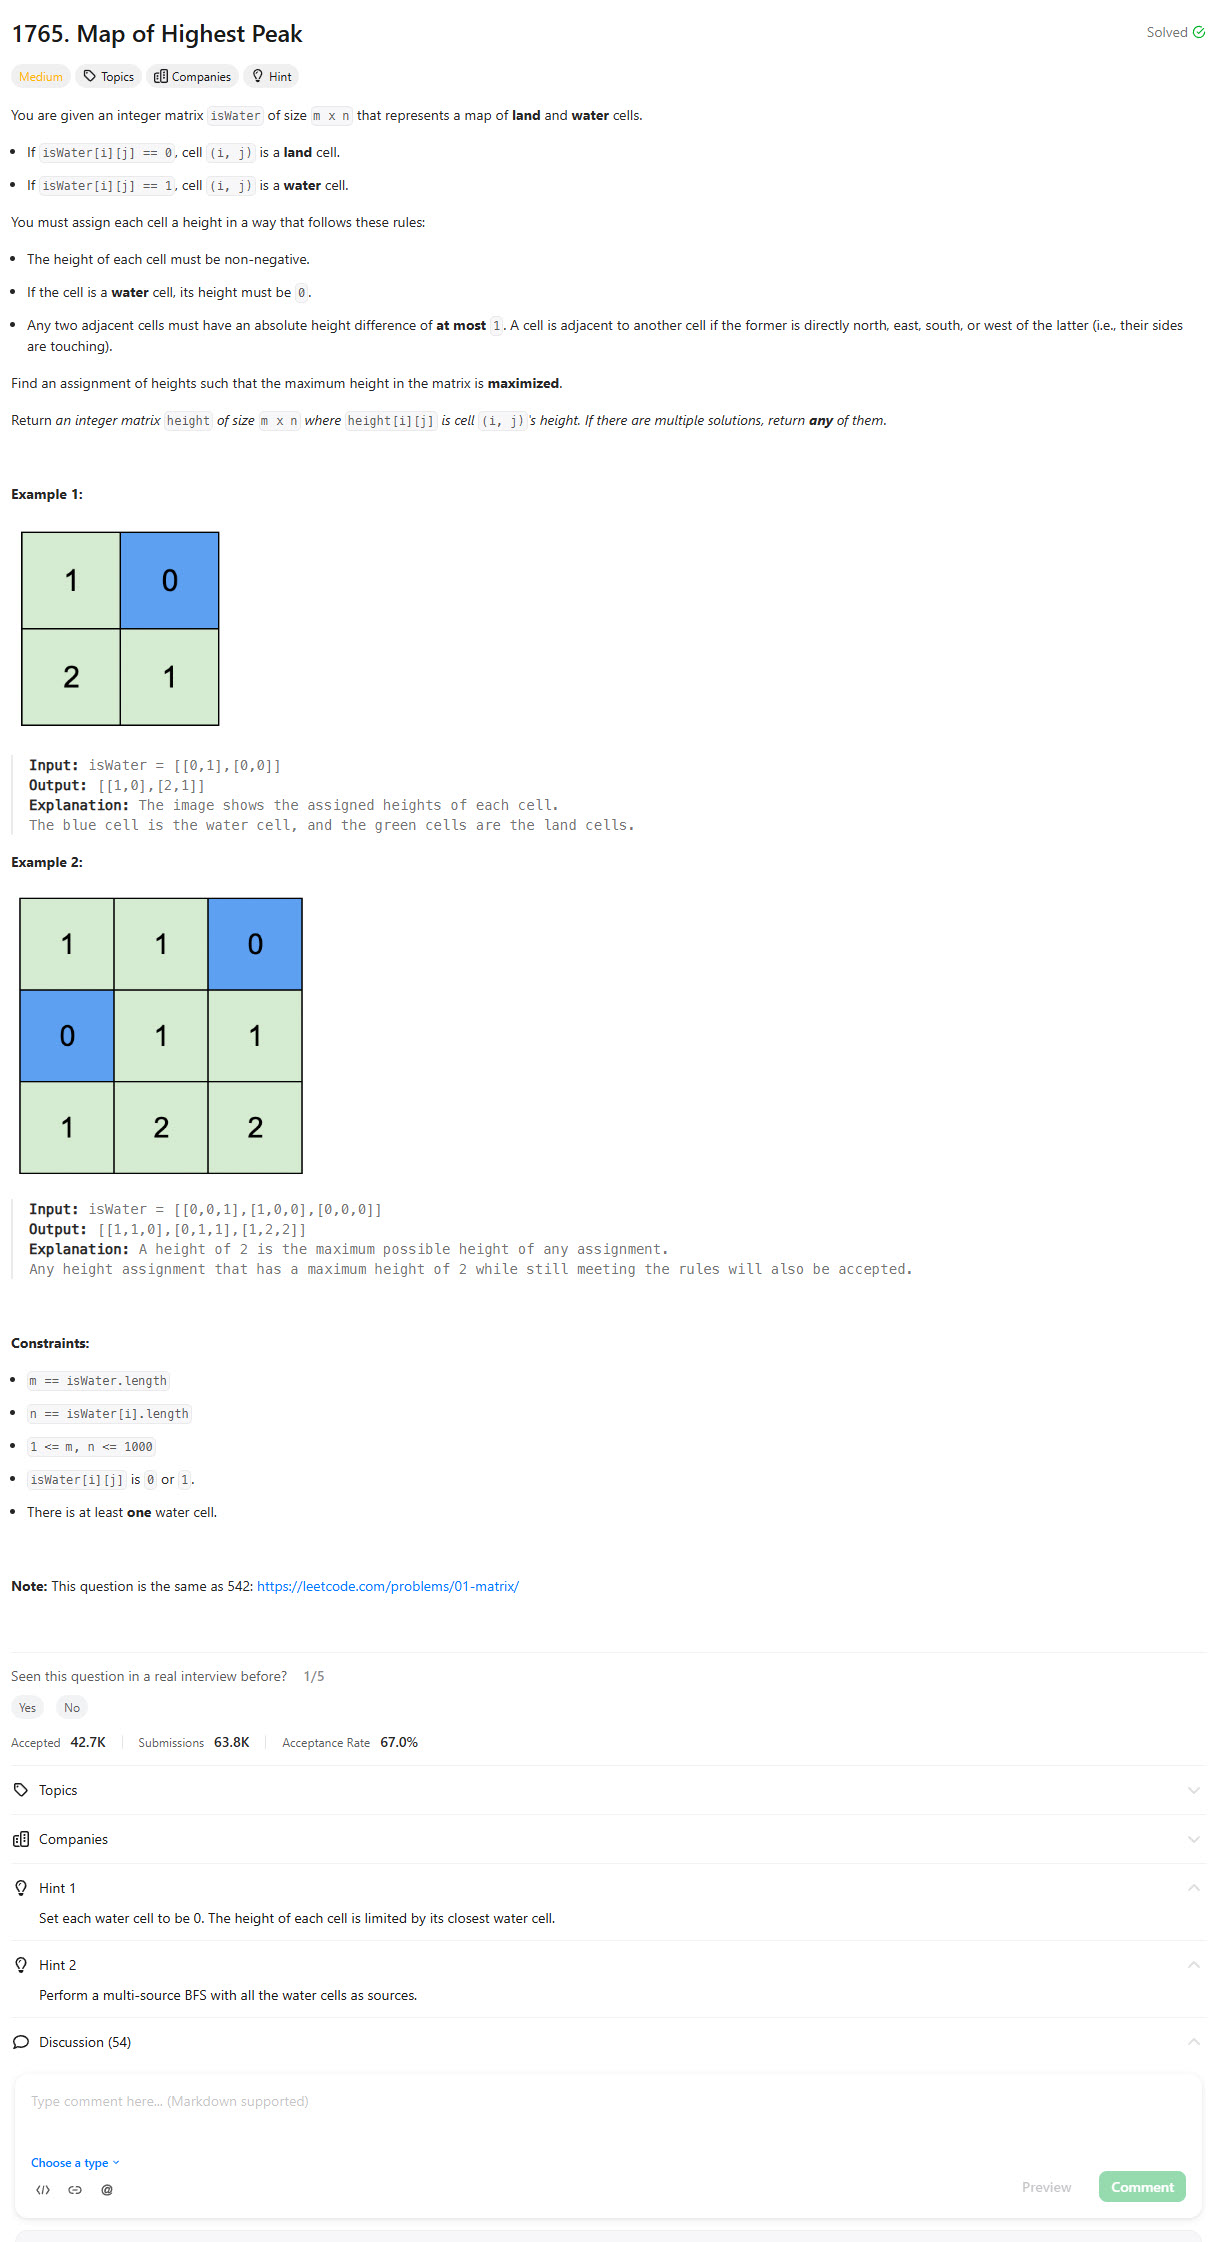 1765. Map of Highest Peak
Solved
Medium Topics Companies Hint
You are given an integer matrix isWater of size m x n that represents a map of land and water cells.
If isWater[i][j] == 0, cell (i, j) is a land cell.
If isWater[i][j] == 1, cell (i, j) is a water cell.
You must assign each cell a height in a way that follows these rules:
The height of each cell must be non-negative.
If the cell is a water cell, its height must be 0.
Any two adjacent cells must have an absolute height difference of at most 1. A cell is adjacent to another cell if the former is directly north, east, south, or west of the latter (i.e., their sides
are touching).
Find an assignment of heights such that the maximum height in the matrix is maximized.
Return an integer matrix height of size m x n where height[i][j] is cell (i, j)'s height. If there are multiple solutions, return any of them.
Example 1:
1 0
2 1
Input: isWater = [[0,1],[0,0]]
Output: [[1,0],[2,1]]
Explanation: The image shows the assigned heights of each cell.
The blue cell is the water cell, and the green cells are the land cells.
Example 2:
1 1 0
0 1 1
1 2 2
Input: isWater = [[0,0,1],[1,0,0],[0,0,0]]
Output: [[1,1,0],[0,1,1],[1,2,2]]
Explanation: A height of 2 is the maximum possible height of any assignment.
Any height assignment that has a maximum height of 2 while still meeting the rules will also be accepted.
Constraints:
m == isWater.length
n == isWater[i].length
1 <= m, n <= 1000
isWater[i][j] is 0 or 1.
There is at least one water cell.
Note: This question is the same as 542: https://leetcode.com/problems/01-matrix/
Seen this question in a real interview before? 1/5
Yes No
Accepted 42.7K Submissions 63.8K Acceptance Rate 67.0%
Topics
Companies
Hint 1
Set each water cell to be 0. The height of each cell is limited by its closest water cell.
Hint 2
Perform a multi-source BFS with all the water cells as sources.
Discussion (54)
Type comment here... (Markdown supported)
Choose a type
</> @
Preview Comment